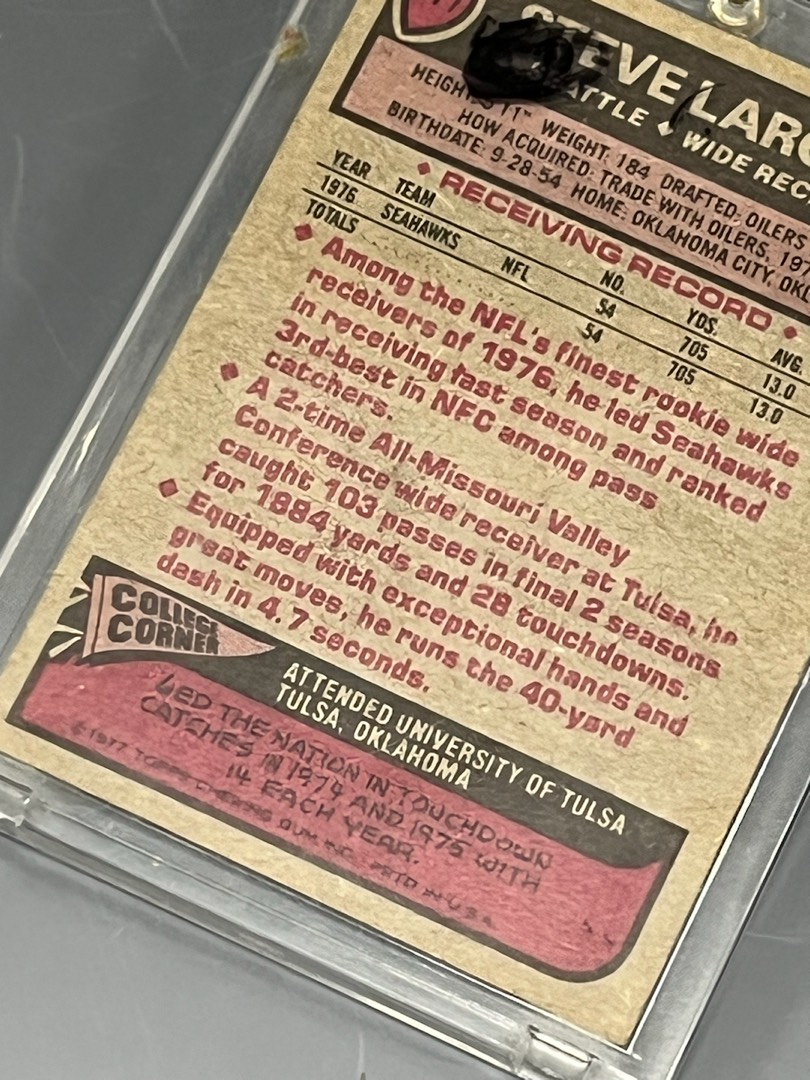 STEVE LARG
SEATTLE ♦ WIDE REC
HEIGHT: 5'11" WEIGHT: 184 DRAFTED: OILERS
HOW ACQUIRED: TRADE WITH OILERS, 197
BIRTHDATE: 9-28-54 HOME: OKLAHOMA CITY, OKL
♦ RECEIVING RECORD ♦
YEAR TEAM NFL NO. YDS. AVG.
1976 SEAHAWKS 54 705 13.0
TOTALS 54 705 13.0
♦ Among the NFL's finest rookie wide
receivers of 1976, he led Seahawks
in receiving last season and ranked
3rd-best in NFC among pass
catchers.
♦ A 2-time All-Missouri Valley
Conference wide receiver at Tulsa, he
caught 103 passes in final 2 seasons
for 1884 yards and 28 touchdowns.
♦ Equipped with exceptional hands and
great moves, he runs the 40-yard
dash in 4.7 seconds.
COLLEGE
CORNER
ATTENDED UNIVERSITY OF TULSA
TULSA, OKLAHOMA
LED THE NATION IN TOUCHDOWN
CATCHES IN 1974 AND 1975 WITH
14 EACH YEAR.
©1977 TOPPS CHEWING GUM, INC. PRTD IN U.S.A.